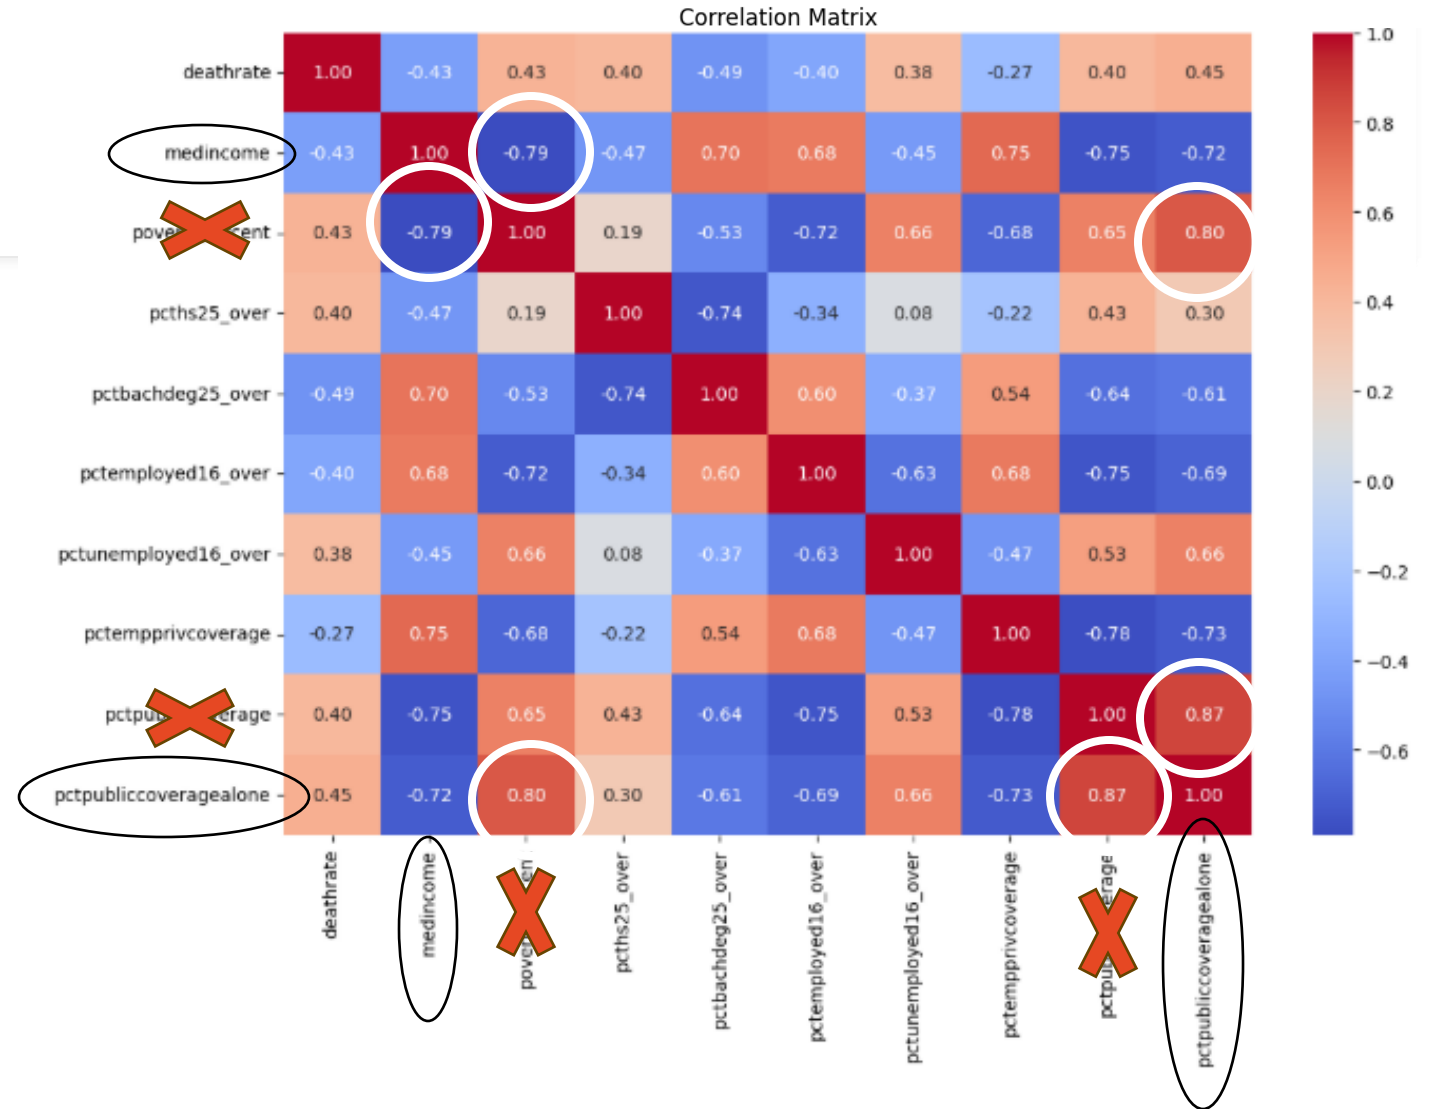 Correlation Matrix
deathrate 1.00 -0.43 0.43 0.40 -0.49 -0.40 0.38 -0.27 0.40 0.45
medincome -0.43 1.00 -0.79 -0.47 0.70 0.68 -0.45 0.75 -0.75 -0.72
0.43 -0.79 1.00 0.19 -0.53 -0.72 0.66 -0.68 0.65 0.80
pcths25_over 0.40 -0.47 0.19 1.00 -0.74 -0.34 0.08 -0.22 0.43 0.30
pctbachdeg25_over -0.49 0.70 -0.53 -0.74 1.00 0.60 -0.37 0.54 -0.64 -0.61
pctemployed16_over -0.40 0.68 -0.72 -0.34 0.60 1.00 -0.63 0.68 -0.75 -0.69
pctunemployed16_over 0.38 -0.45 0.66 0.08 -0.37 -0.63 1.00 -0.47 0.53 0.66
pctempprivcoverage -0.27 0.75 -0.68 -0.22 0.54 0.68 -0.47 1.00 -0.78 -0.73
0.40 -0.75 0.65 0.43 -0.64 -0.75 0.53 -0.78 1.00 0.87
pctpubliccoveragealone 0.45 -0.72 0.80 0.30 -0.61 -0.69 0.66 -0.73 0.87 1.00
deathrate
medincome
pcths25_over
pctbachdeg25_over
pctemployed16_over
pctunemployed16_over
pctempprivcoverage
pctpubliccoveragealone
1.0
0.8
0.6
0.4
0.2
0.0
−0.2
−0.4
−0.6